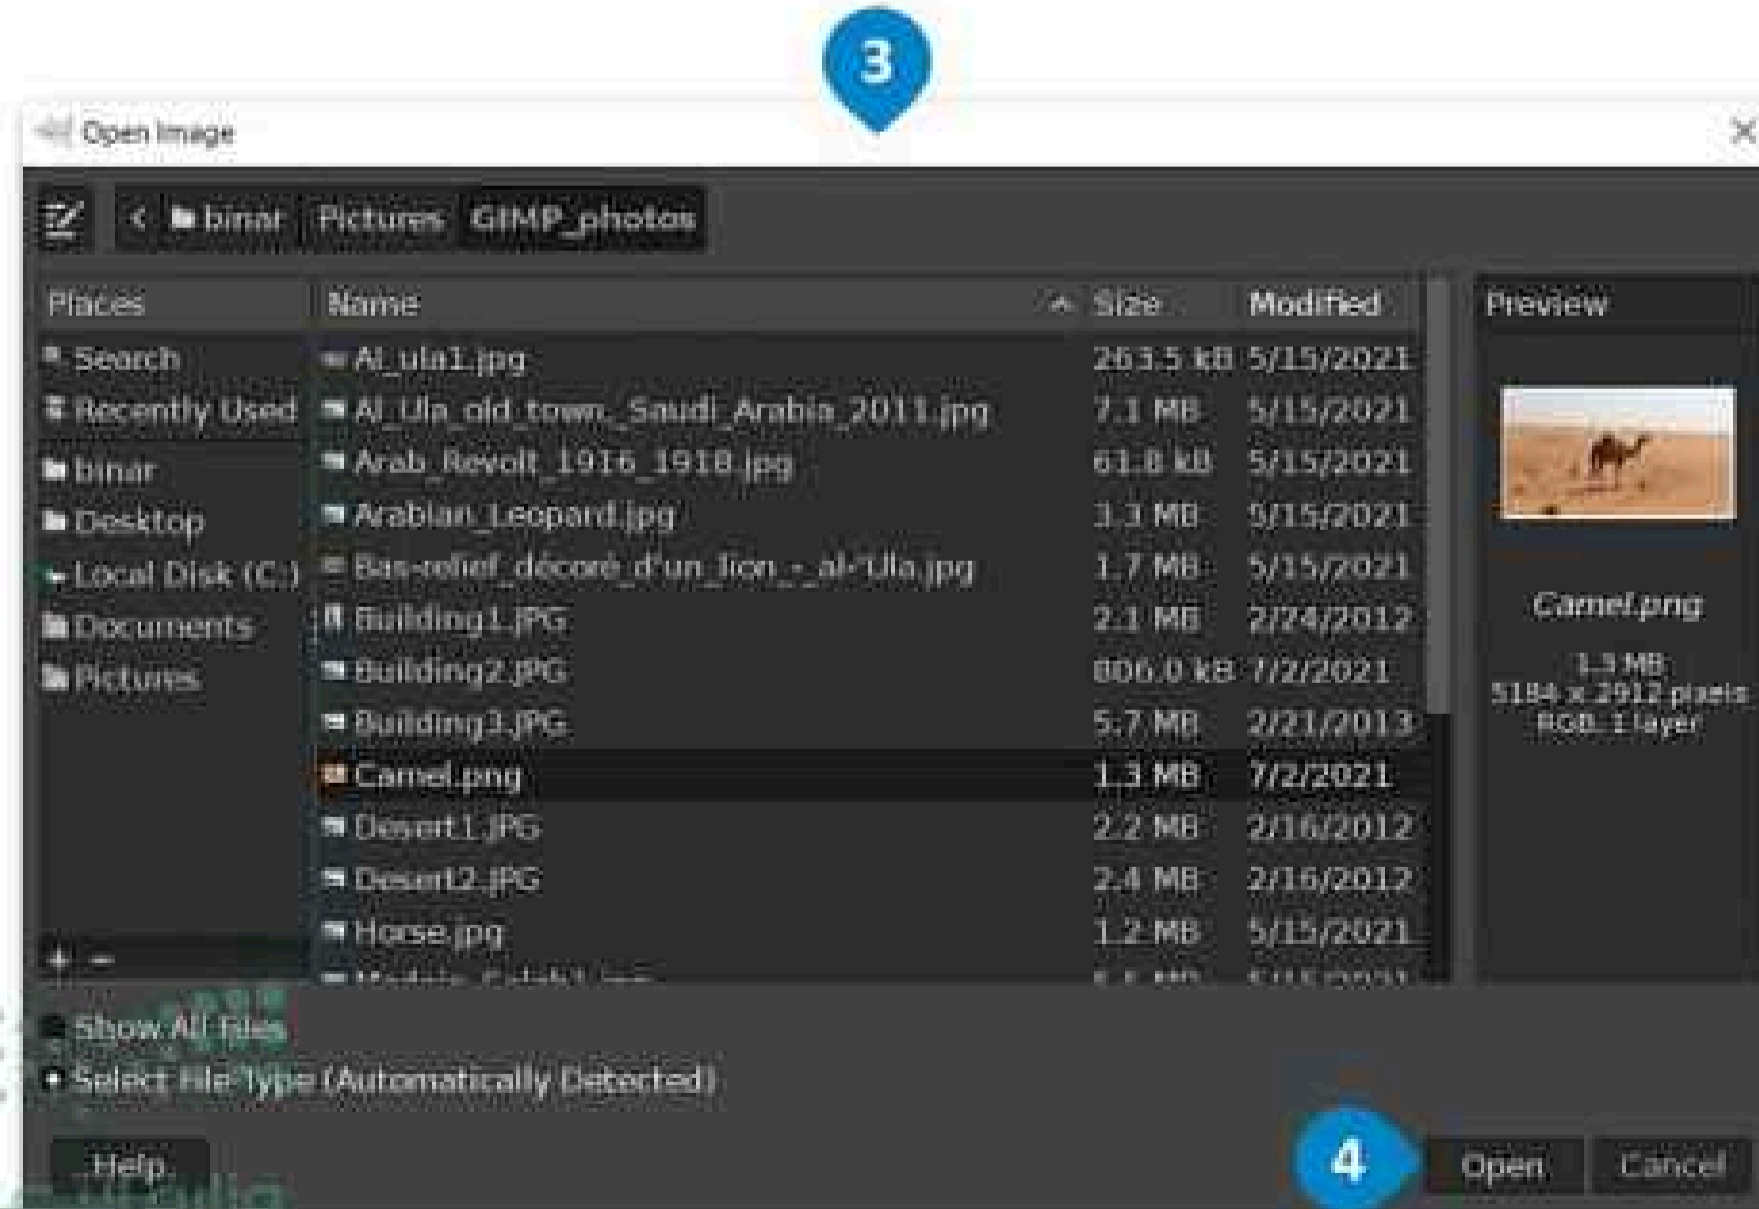 3
Open Image
binar Pictures GIMP_photos
Places Name Size Modified Preview
Search Al_ula1.jpg 263.5 kB 5/15/2021
Recently Used Al_Ula_old_town,_Saudi_Arabia_2011.jpg 7.1 MB 5/15/2021
binar Arab_Revolt_1916_1918.jpg 61.8 kB 5/15/2021
Desktop Arabian_Leopard.jpg 3.3 MB 5/15/2021
Local Disk (C:) Bas-relief_décoré_d'un_lion_-_al-'Ula.jpg 1.7 MB 5/15/2021
Documents Building1.JPG 2.1 MB 2/24/2012
Pictures Building2.JPG 806.0 kB 7/2/2021
Building3.JPG 5.7 MB 2/21/2013
Camel.png 1.3 MB 7/2/2021
Desert1.JPG 2.2 MB 2/16/2012
Desert2.JPG 2.4 MB 2/16/2012
Horse.jpg 1.2 MB 5/15/2021
Camel.png
1.3 MB
5184 x 2912 pixels
RGB, 1 layer
+ −
Show All Files
Select File Type (Automatically Detected)
Help 4 Open Cancel